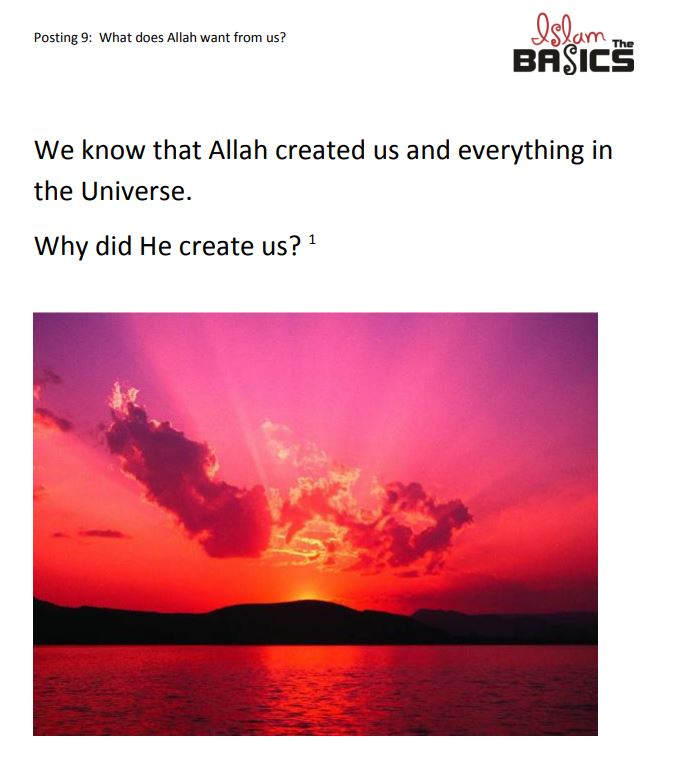 Posting 9:  What does Allah want from us?
Islam The
BASICS
We know that Allah created us and everything in
the Universe.
Why did He create us? 1